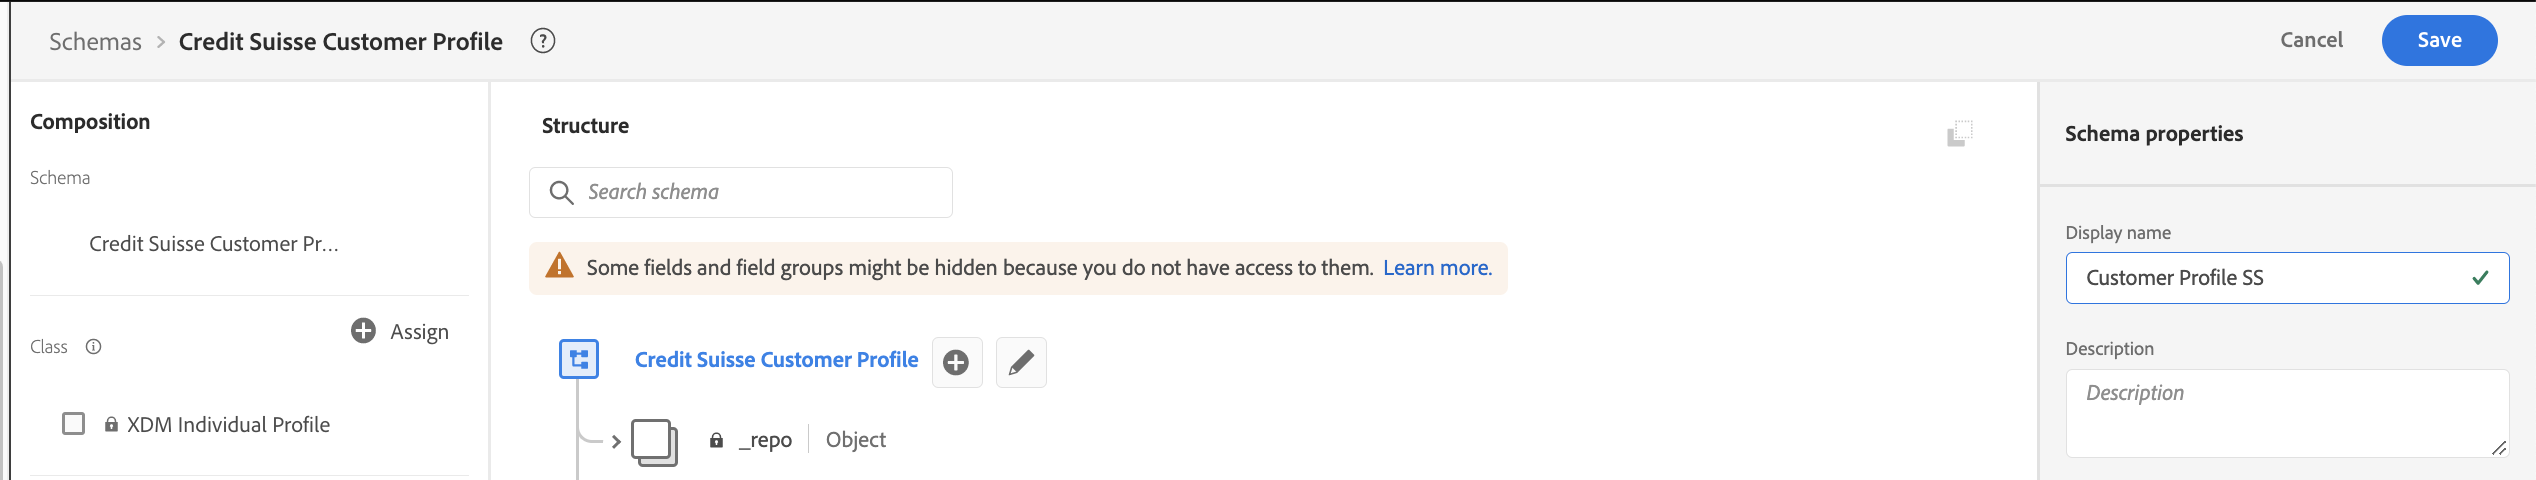 Schemas > Credit Suisse Customer Profile ?
Cancel
Save
Composition
Schema
Credit Suisse Customer Pr...
Class
Assign
XDM Individual Profile
Structure
Search schema
Some fields and field groups might be hidden because you do not have access to them. Learn more.
Credit Suisse Customer Profile
_repo
Object
Schema properties
Display name
Customer Profile SS
Description
Description